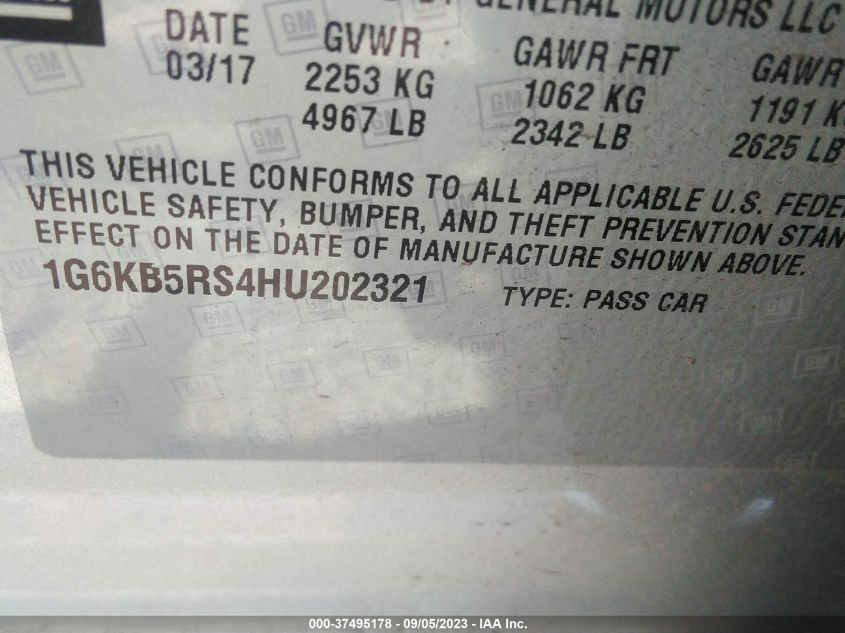 GENERAL MOTORS LLC
DATE GVWR GAWR FRT GAWR
03/17 2253 KG 1062 KG 1191
4967 LB 2342 LB 2625 LB
THIS VEHICLE CONFORMS TO ALL APPLICABLE U.S.
VEHICLE SAFETY, BUMPER, AND THEFT PREVENTION
EFFECT ON THE DATE OF MANUFACTURE SHOWN ABOVE.
1G6KB5RS4HU202321 TYPE: PASS CAR
GM
000-37495178 - 09/05/2023 - IAA Inc.